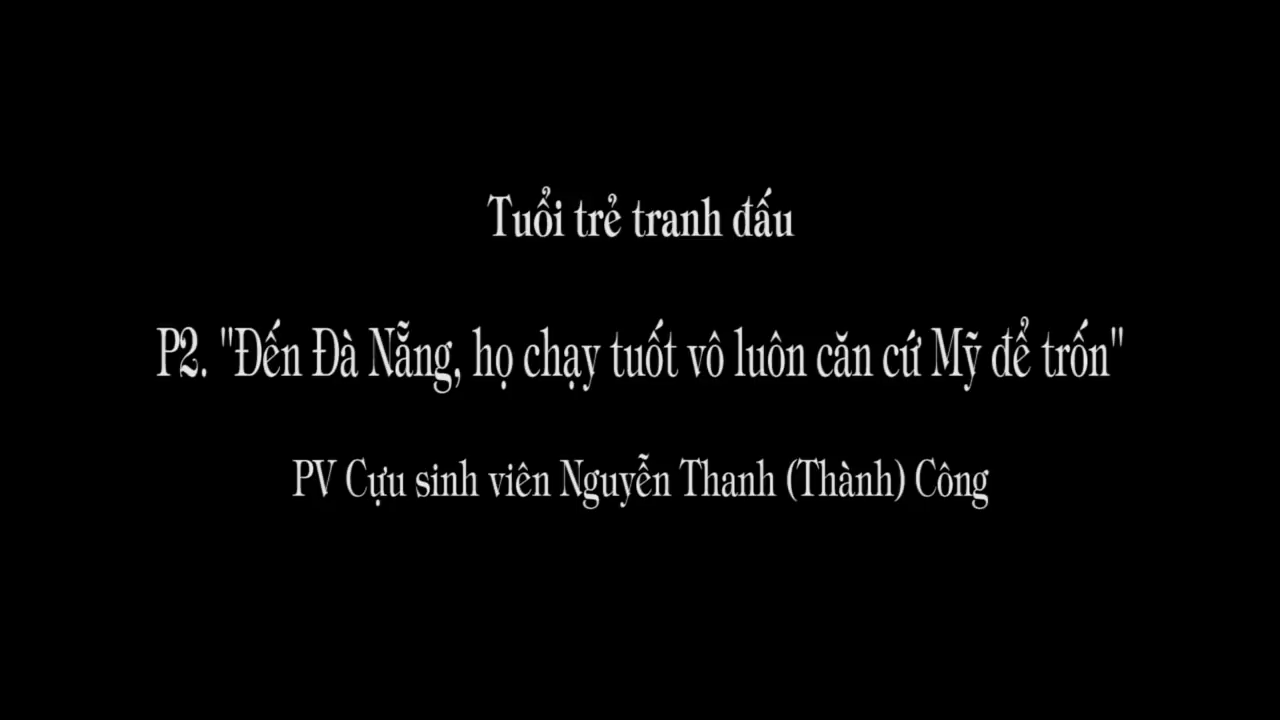 Tuổi trẻ tranh đấu
P2. "Đến Đà Nẵng, họ chạy tuốt vô luôn căn cứ Mỹ để trốn"
PV Cựu sinh viên Nguyễn Thanh (Thành) Công